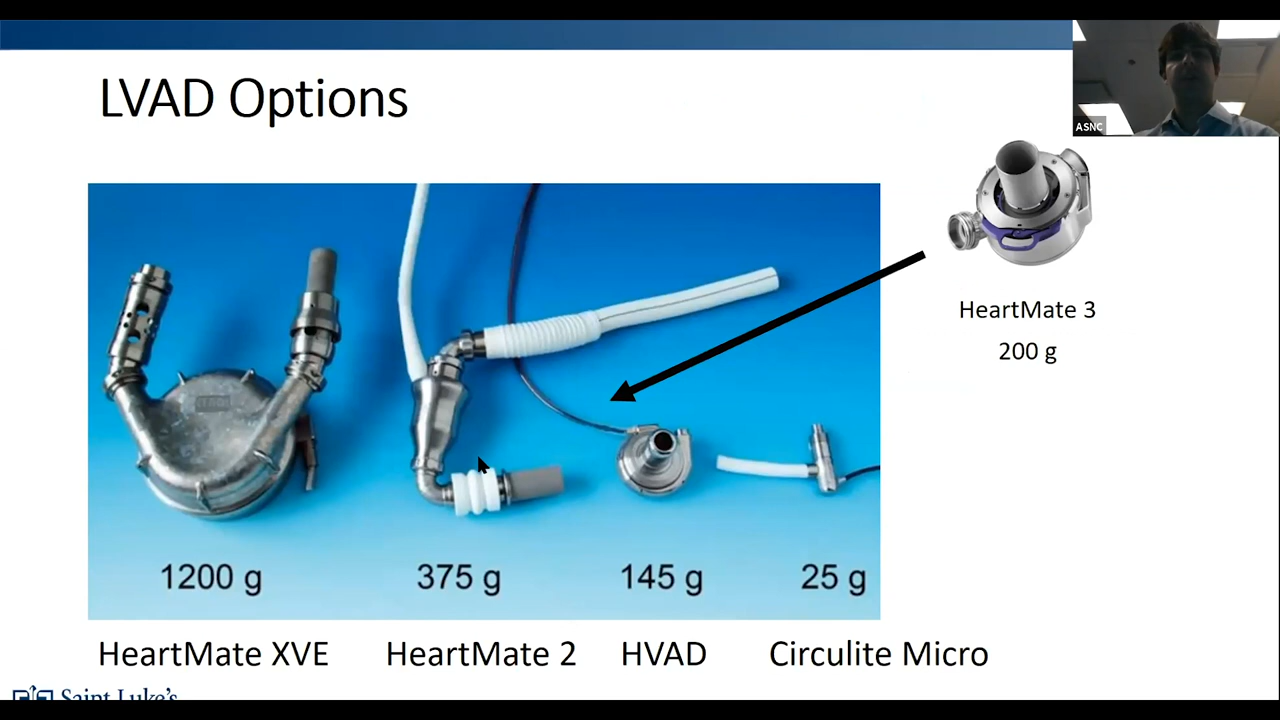 LVAD Options
ASNC
HeartMate 3
200 g
1200 g
375 g
145 g
25 g
HeartMate XVE
HeartMate 2
HVAD
Circulite Micro
Saint Luke's